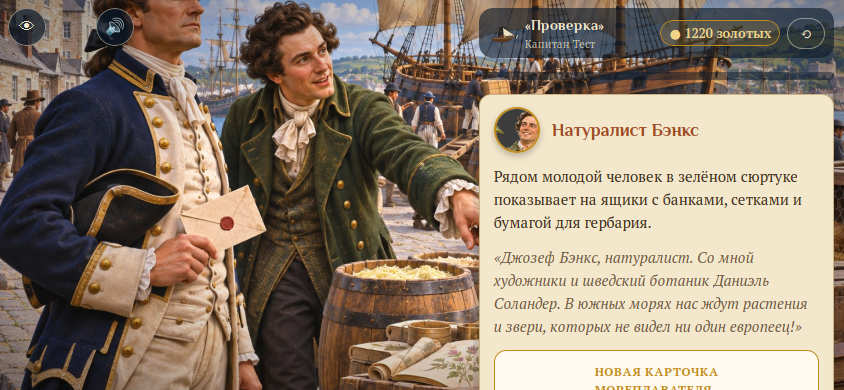 «Проверка»
Капитан Тест
1220 золотых
Натуралист Бэнкс
Рядом молодой человек в зелёном сюртуке
показывает на ящики с банками, сетками и
бумагой для гербария.
«Джозеф Бэнкс, натуралист. Со мной
художники и шведский ботаник Даниэль
Соландер. В южных морях нас ждут растения
и звери, которых не видел ни один европеец!»
НОВАЯ КАРТОЧКА
МОРЕПЛАВАТЕЛЯ